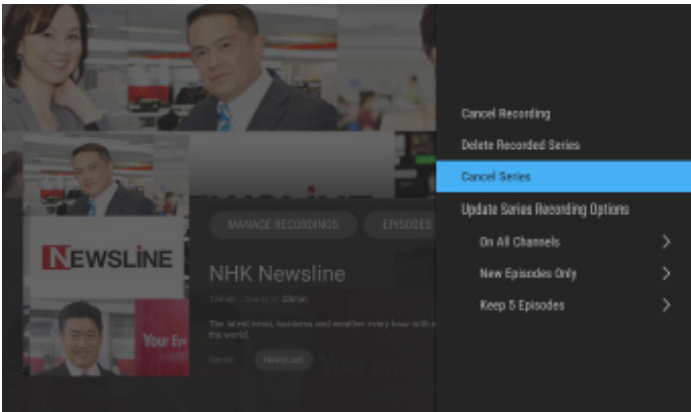 Cancel Recording
Delete Recorded Series
Cancel Series
Update Series Recording Options
On All Channels
New Episodes Only
Keep 5 Episodes
MANAGE RECORDINGS
EPISODES
NEWSLINE
NHK Newsline
The latest news, business and weather every hour with
the world.
Newscast
Your Eye